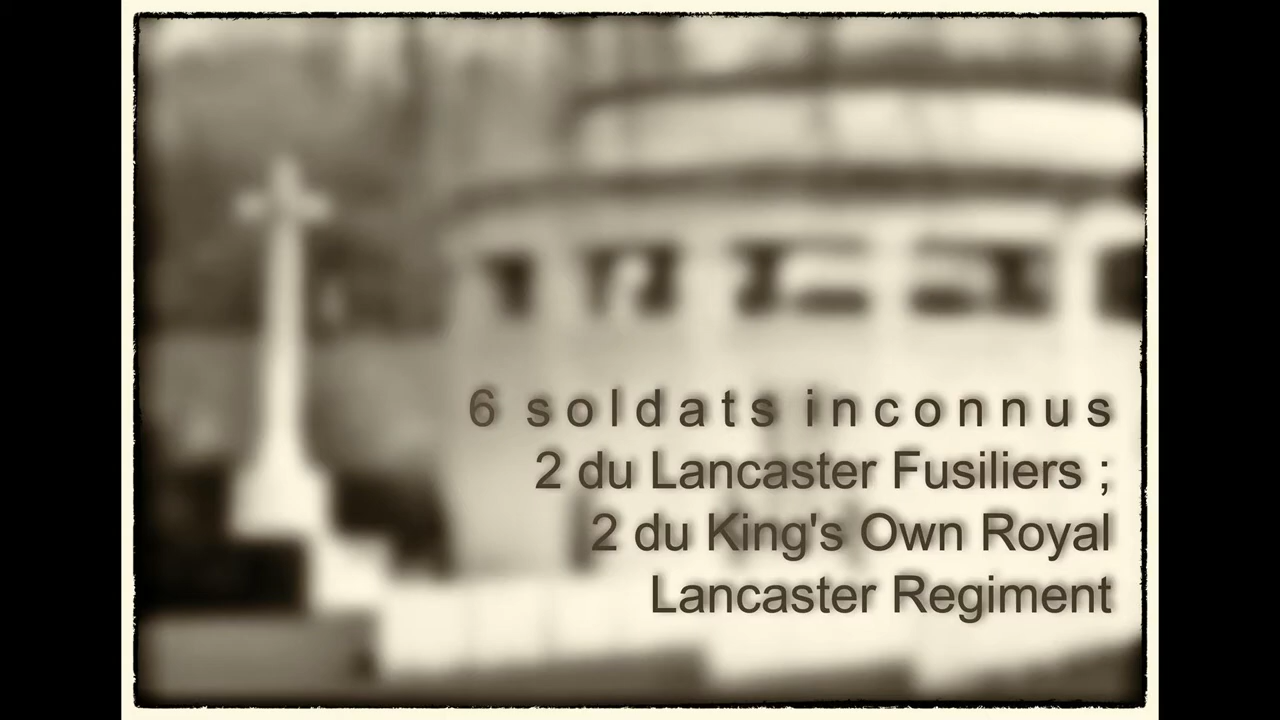 6 soldats inconnus
2 du Lancaster Fusiliers ;
2 du King's Own Royal
Lancaster Regiment